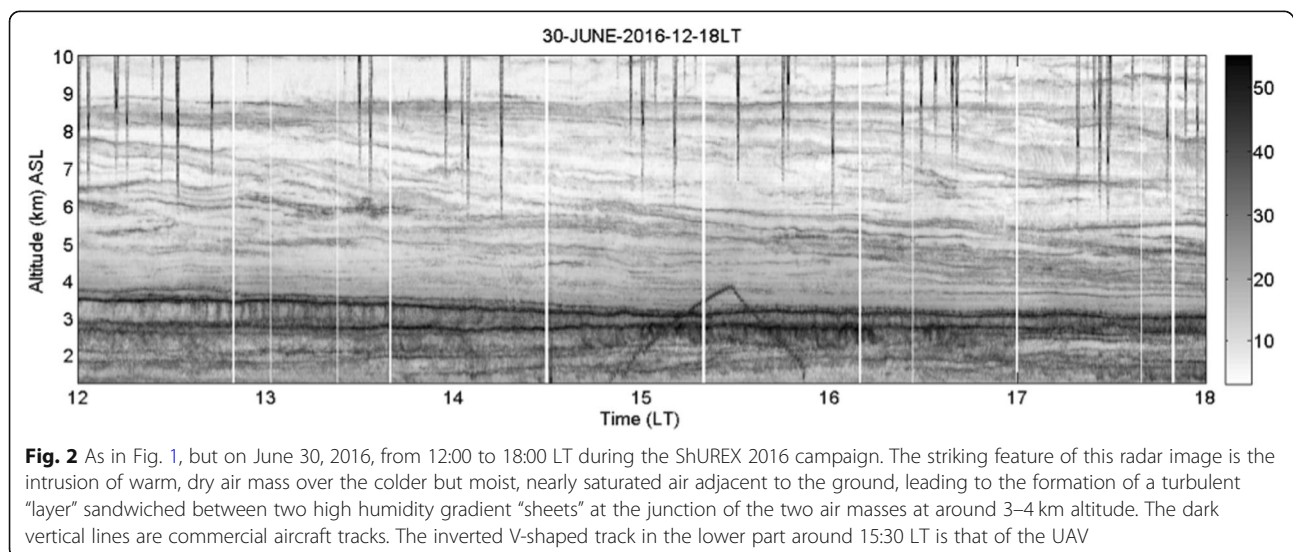 30-JUNE-2016-12-18LT
10
9
8
7
6
5
4
3
2
Altitude (km) ASL
12 13 14 15 16 17 18
Time (LT)
50
40
30
20
10
Fig. 2 As in Fig. 1, but on June 30, 2016, from 12:00 to 18:00 LT during the ShUREX 2016 campaign. The striking feature of this radar image is the
intrusion of warm, dry air mass over the colder but moist, nearly saturated air adjacent to the ground, leading to the formation of a turbulent
“layer” sandwiched between two high humidity gradient “sheets” at the junction of the two air masses at around 3–4 km altitude. The dark
vertical lines are commercial aircraft tracks. The inverted V-shaped track in the lower part around 15:30 LT is that of the UAV